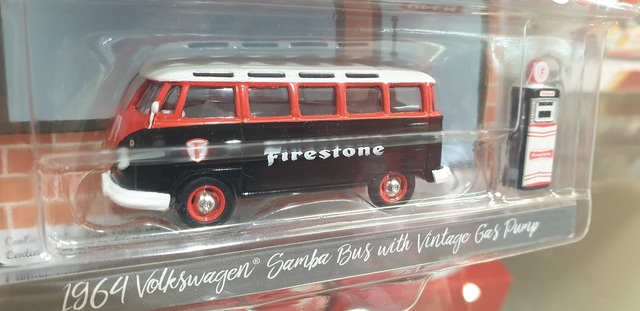 Firestone
1964 Volkswagen® Samba Bus with Vintage Gas Pump